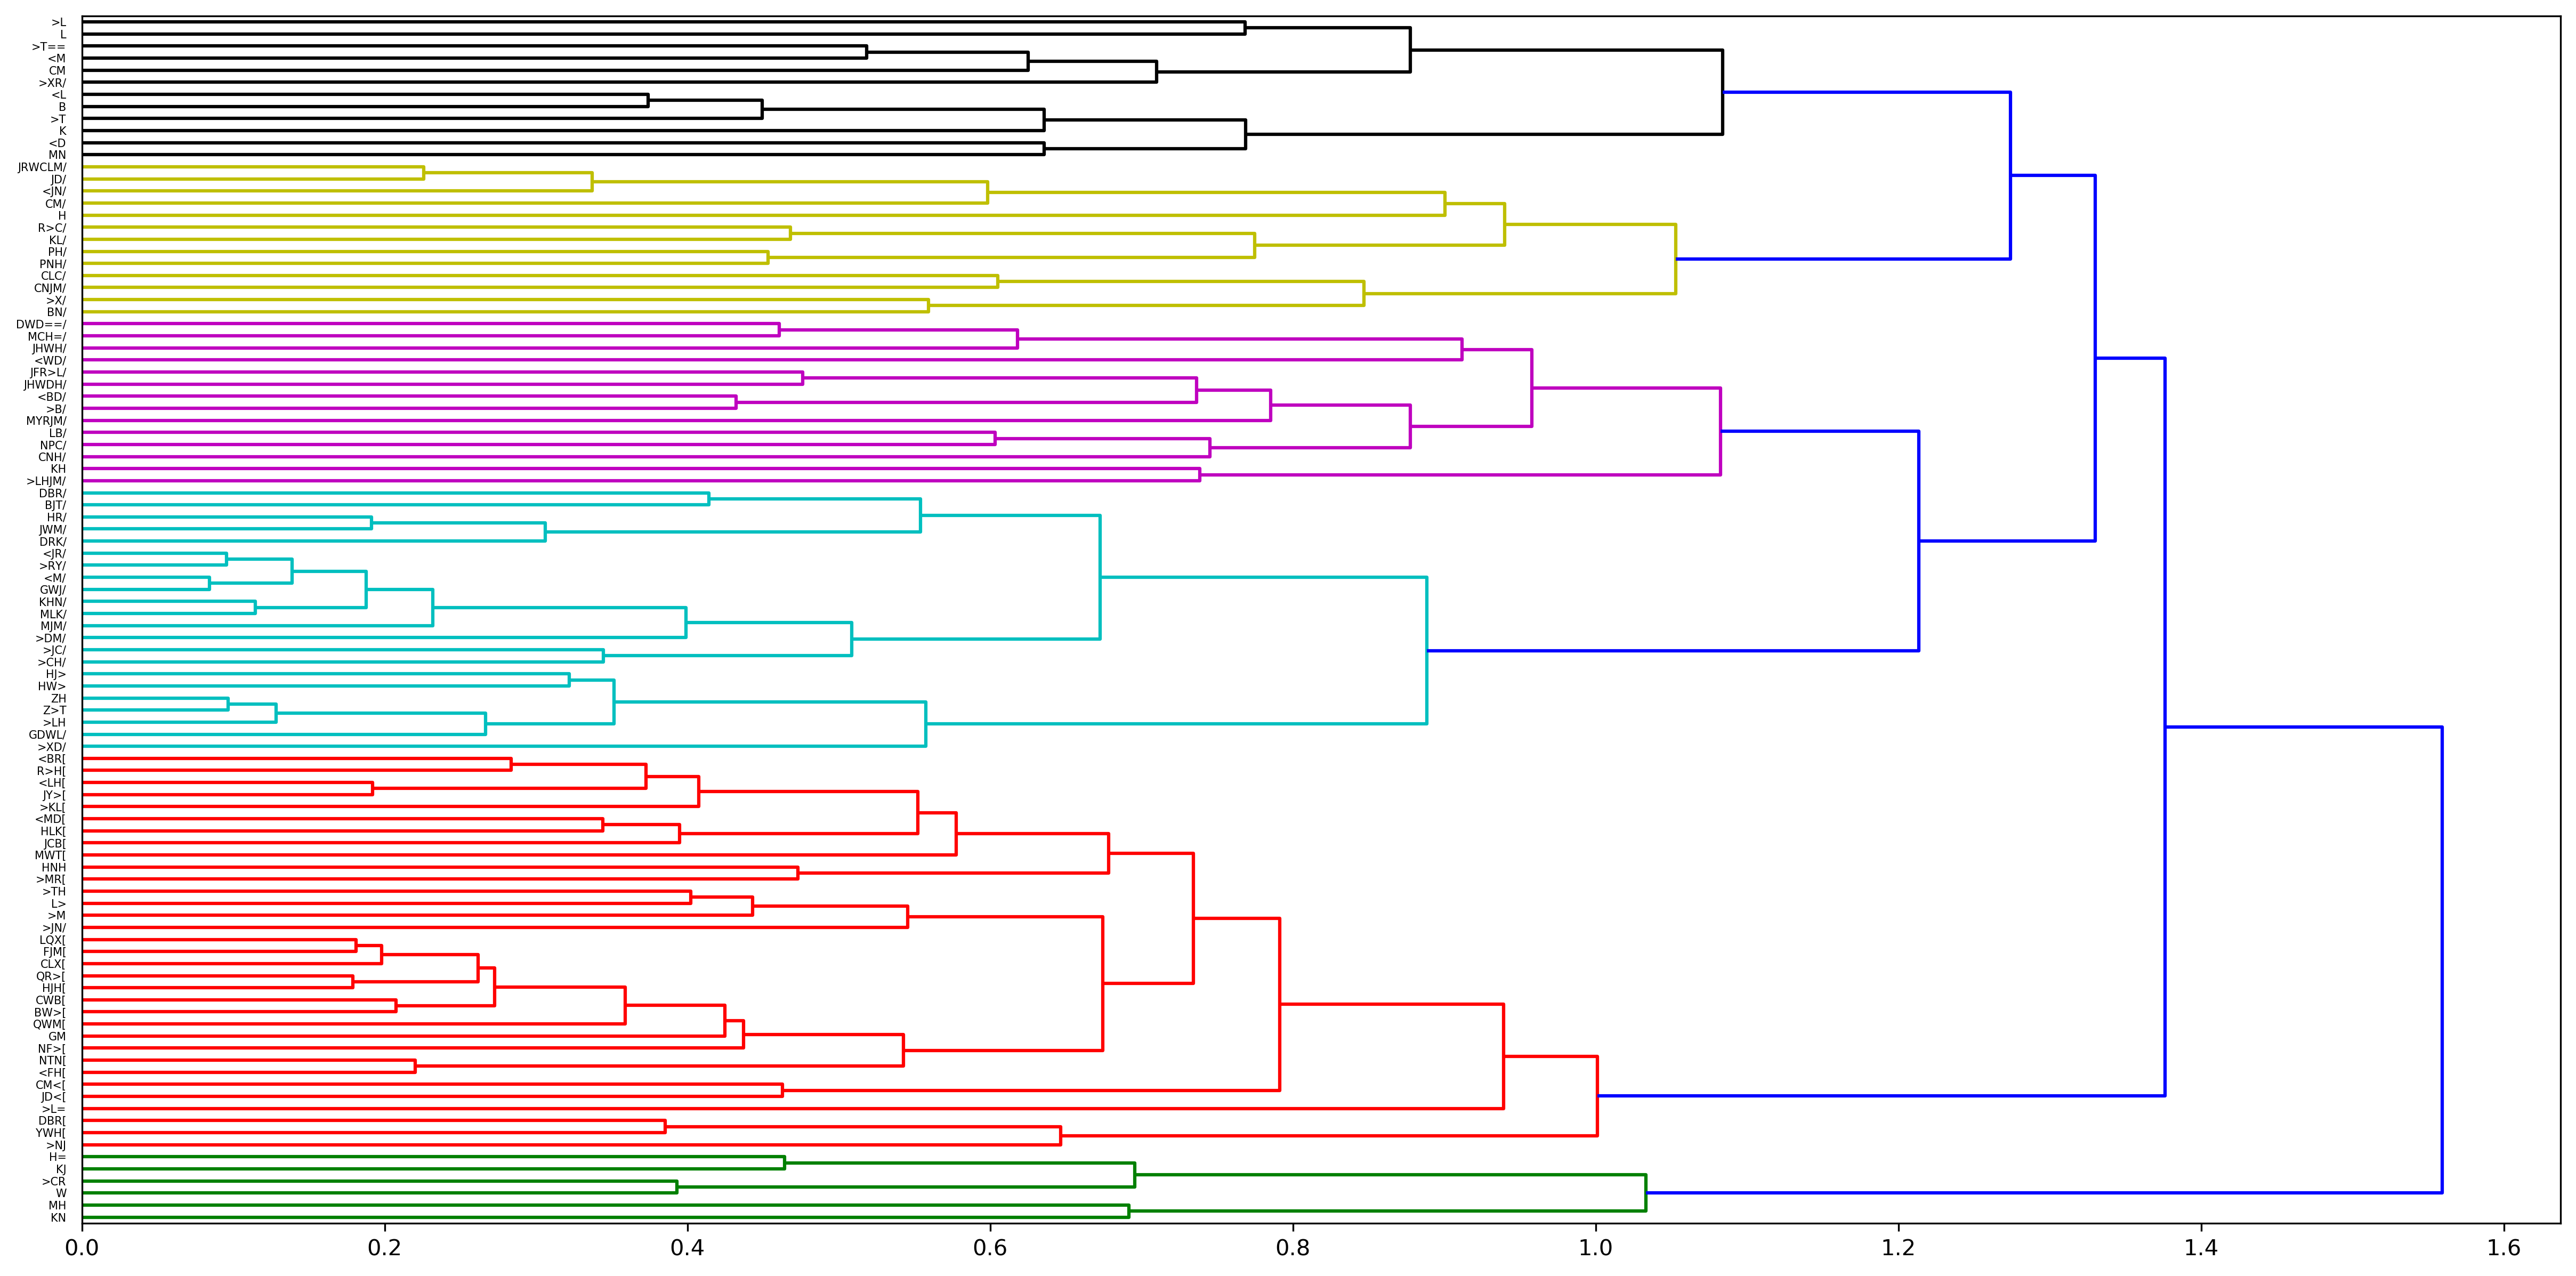 >L
L
>T==
<M
CM
>XR/
<L
B
>T
K
<D
MN
JRWCLM/
JD/
<JN/
CM/
H
R>C/
KL/
PH/
PNH/
CLC/
CNJM/
>X/
BN/
DWD==/
MCH=/
JHWH/
<WD/
JFR>L/
JHWDH/
<BD/
>B/
MYRJM/
LB/
NPC/
CNH/
KH
>LHJM/
DBR/
BJT/
HR/
JWM/
DRK/
<JR/
>RY/
<M/
GWJ/
KHN/
MLK/
MJM/
>DM/
>JC/
>CH/
HJ>
HW>
ZH
Z>T
>LH
GDWL/
>XD/
<BR[
R>H[
<LH[
JY>[
>KL[
<MD[
HLK[
JCB[
MWT[
HNH
>MR[
>TH
L>
>M
>JN/
LQX[
FJM[
CLX[
QR>[
HJH[
CWB[
BW>[
QWM[
GM
NF>[
NTN[
<FH[
CM<[
JD<[
>L=
DBR[
YWH[
>NJ
H=
KJ
>CR
W
MH
KN
0.0 0.2 0.4 0.6 0.8 1.0 1.2 1.4 1.6